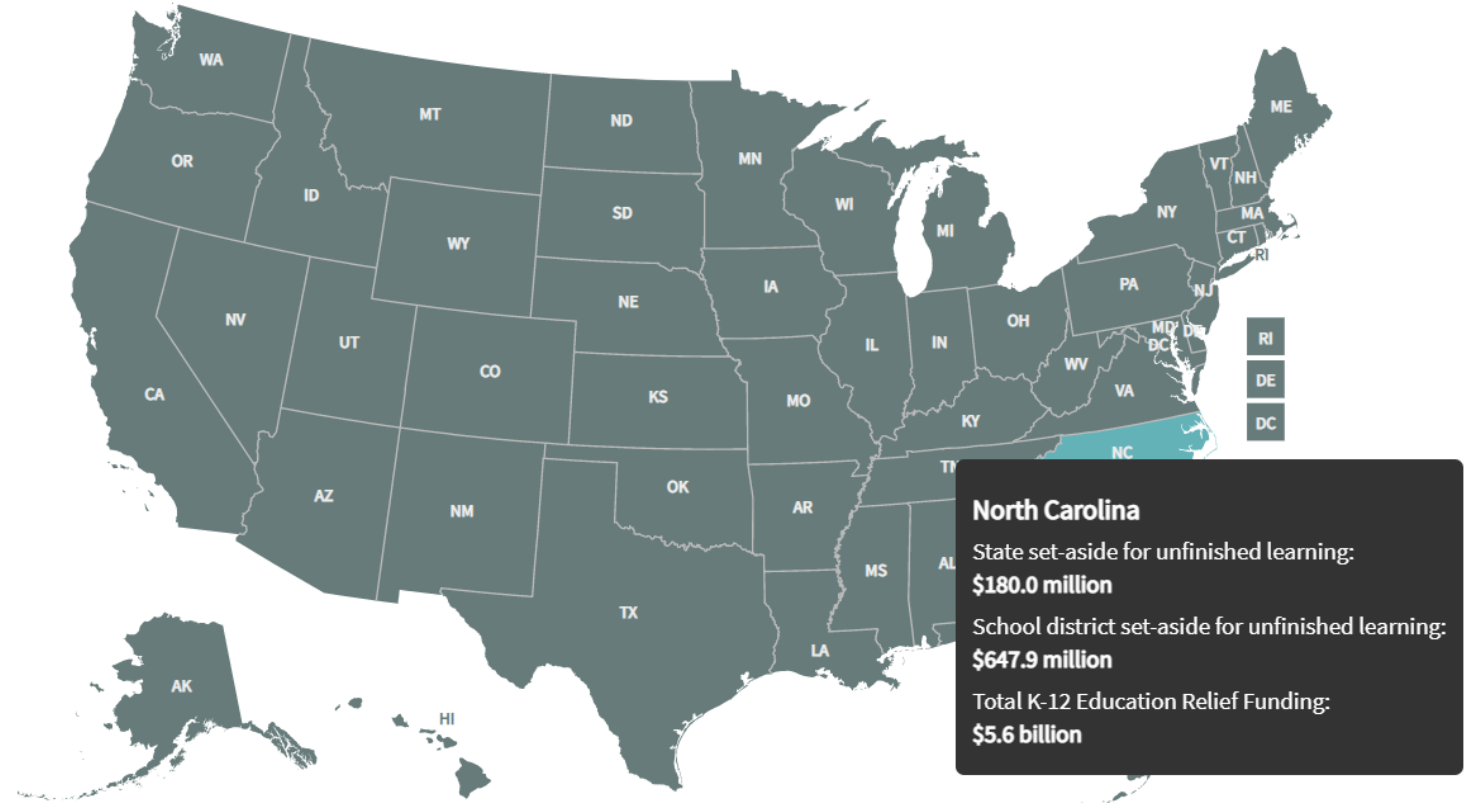 WA
MT
ND
MN
ME
OR
ID
SD
WI
MI
VT
NH
NY
MA
WY
CT
RI
IA
PA
NE
NJ
NV
UT
IL
IN
OH
MD
DC
RI
CO
WV
DE
CA
KS
MO
VA
KY
DC
NC
TN
AZ
NM
OK
AR
MS
AL
TX
LA
AK
HI
North Carolina
State set-aside for unfinished learning:
$180.0 million
School district set-aside for unfinished learning:
$647.9 million
Total K-12 Education Relief Funding:
$5.6 billion